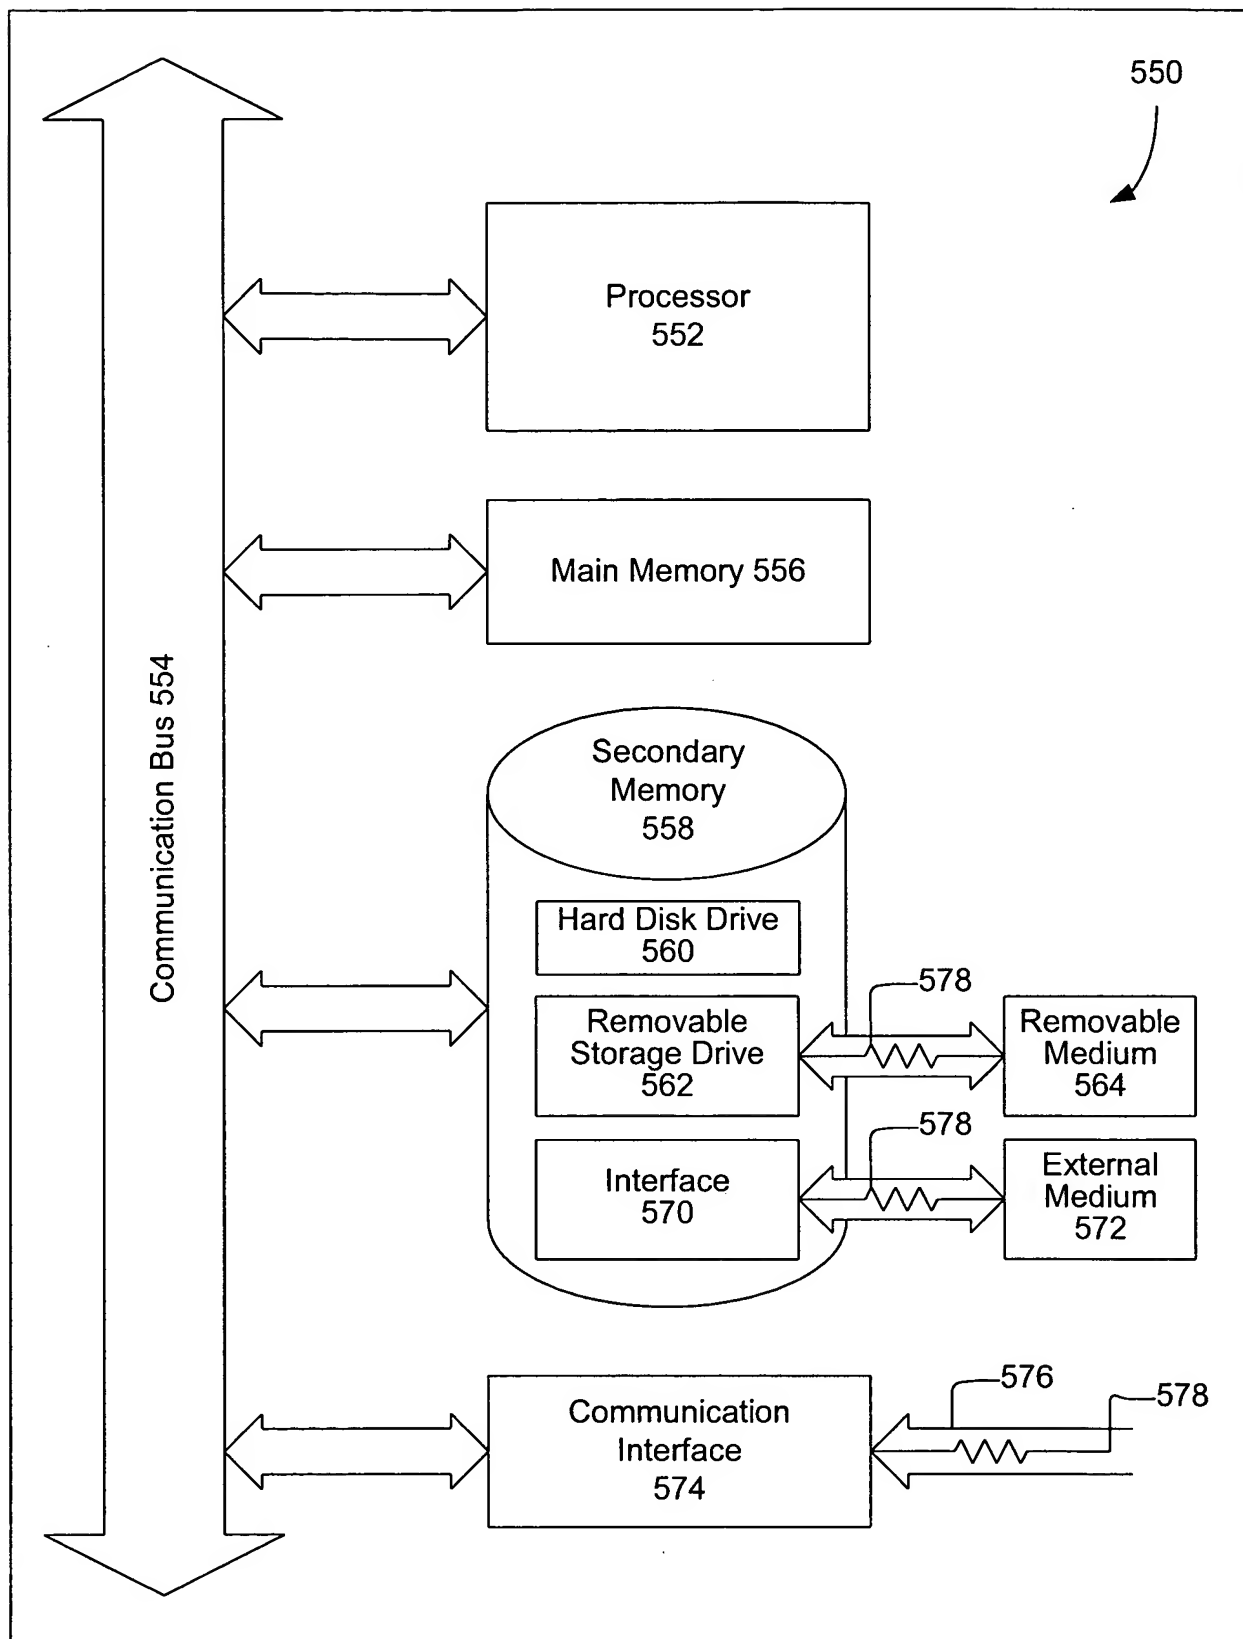 550
Processor
552
Main Memory 556
Communication Bus 554
Secondary
Memory
558
Hard Disk Drive
560
578
Removable
Storage Drive
562
Removable
Medium
564
578
Interface
570
External
Medium
572
576
578
Communication
Interface
574